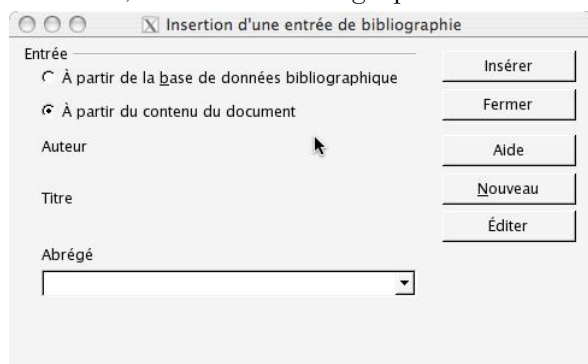 Insertion d'une entrée de bibliographie
Entrée
À partir de la base de données bibliographique
À partir du contenu du document
Auteur
Titre
Abrégé
Insérer
Fermer
Aide
Nouveau
Éditer